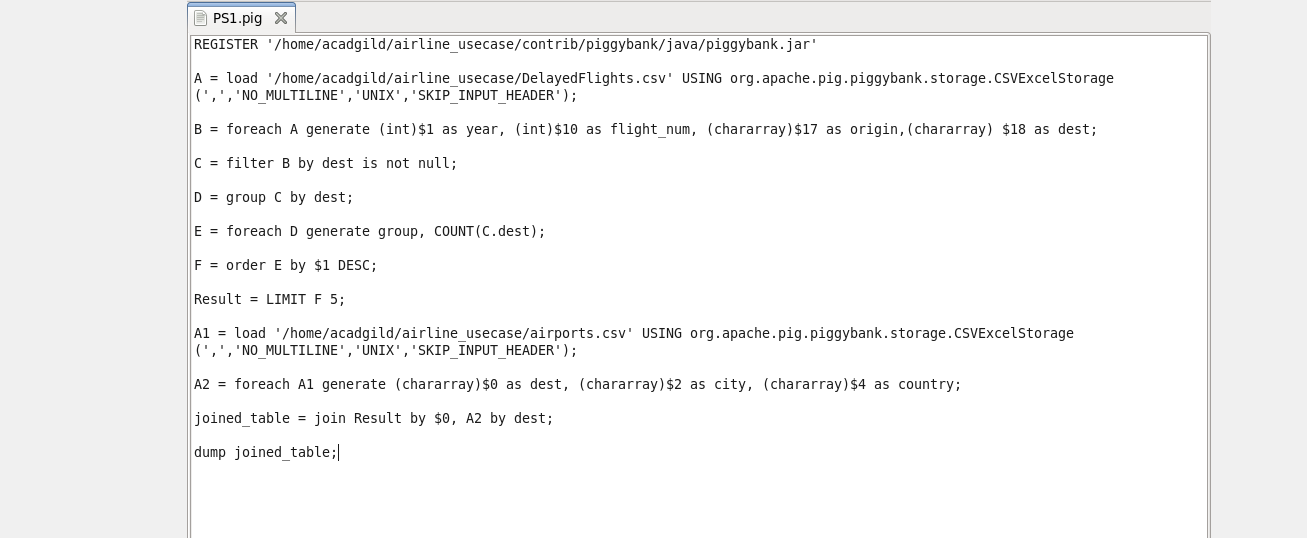 PS1.pig
REGISTER '/home/acadgild/airline_usecase/contrib/piggybank/java/piggybank.jar'
A = load '/home/acadgild/airline_usecase/DelayedFlights.csv' USING org.apache.pig.piggybank.storage.CSVExcelStorage
(',','NO_MULTILINE','UNIX','SKIP_INPUT_HEADER');
B = foreach A generate (int)$1 as year, (int)$10 as flight_num, (chararray)$17 as origin,(chararray) $18 as dest;
C = filter B by dest is not null;
D = group C by dest;
E = foreach D generate group, COUNT(C.dest);
F = order E by $1 DESC;
Result = LIMIT F 5;
A1 = load '/home/acadgild/airline_usecase/airports.csv' USING org.apache.pig.piggybank.storage.CSVExcelStorage
(',','NO_MULTILINE','UNIX','SKIP_INPUT_HEADER');
A2 = foreach A1 generate (chararray)$0 as dest, (chararray)$2 as city, (chararray)$4 as country;
joined_table = join Result by $0, A2 by dest;
dump joined_table;